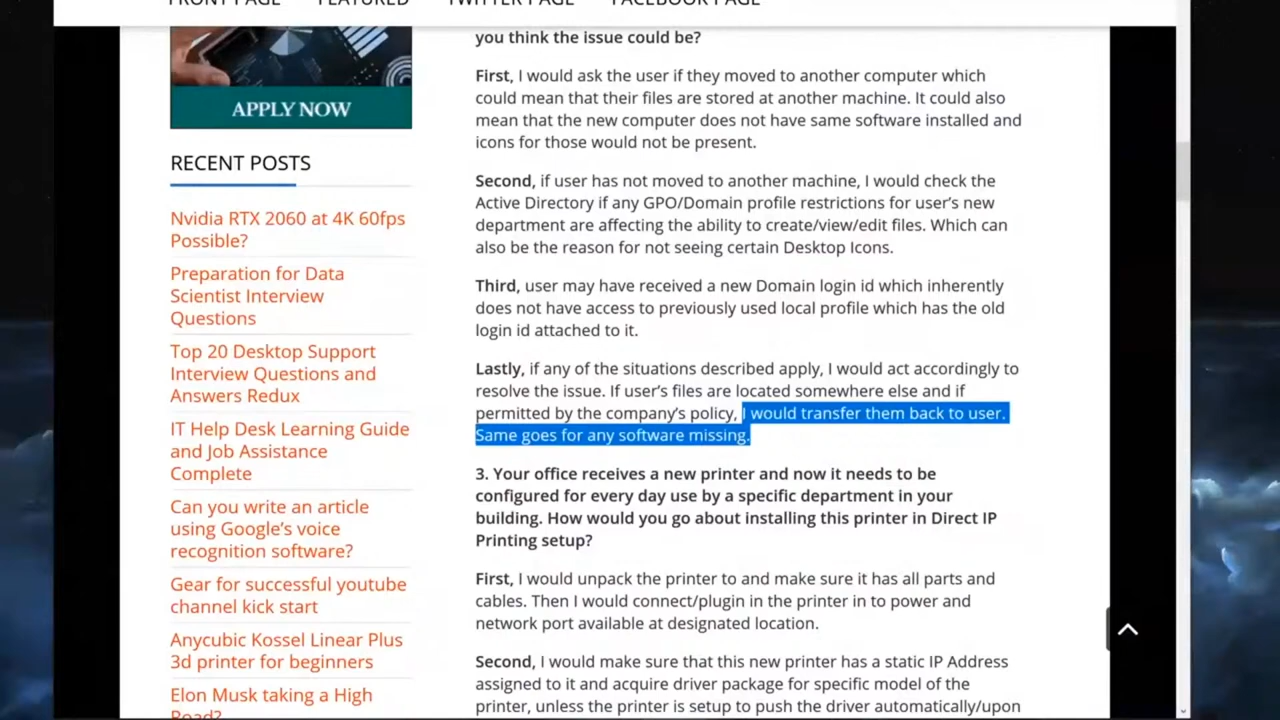 FRONT PAGE FEATURED TWITTER PAGE FACEBOOK PAGE
APPLY NOW
RECENT POSTS
Nvidia RTX 2060 at 4K 60fps
Possible?
Preparation for Data
Scientist Interview
Questions
Top 20 Desktop Support
Interview Questions and
Answers Redux
IT Help Desk Learning Guide
and Job Assistance
Complete
Can you write an article
using Google's voice
recognition software?
Gear for successful youtube
channel kick start
Anycubic Kossel Linear Plus
3d printer for beginners
Elon Musk taking a High
Road?
you think the issue could be?
First, I would ask the user if they moved to another computer which
could mean that their files are stored at another machine. It could also
mean that the new computer does not have same software installed and
icons for those would not be present.
Second, if user has not moved to another machine, I would check the
Active Directory if any GPO/Domain profile restrictions for user's new
department are affecting the ability to create/view/edit files. Which can
also be the reason for not seeing certain Desktop Icons.
Third, user may have received a new Domain login id which inherently
does not have access to previously used local profile which has the old
login id attached to it.
Lastly, if any of the situations described apply, I would act accordingly to
resolve the issue. If user's files are located somewhere else and if
permitted by the company's policy, I would transfer them back to user.
Same goes for any software missing.
3. Your office receives a new printer and now it needs to be
configured for every day use by a specific department in your
building. How would you go about installing this printer in Direct IP
Printing setup?
First, I would unpack the printer to and make sure it has all parts and
cables. Then I would connect/plugin in the printer in to power and
network port available at designated location.
Second, I would make sure that this new printer has a static IP Address
assigned to it and acquire driver package for specific model of the
printer, unless the printer is setup to push the driver automatically/upon